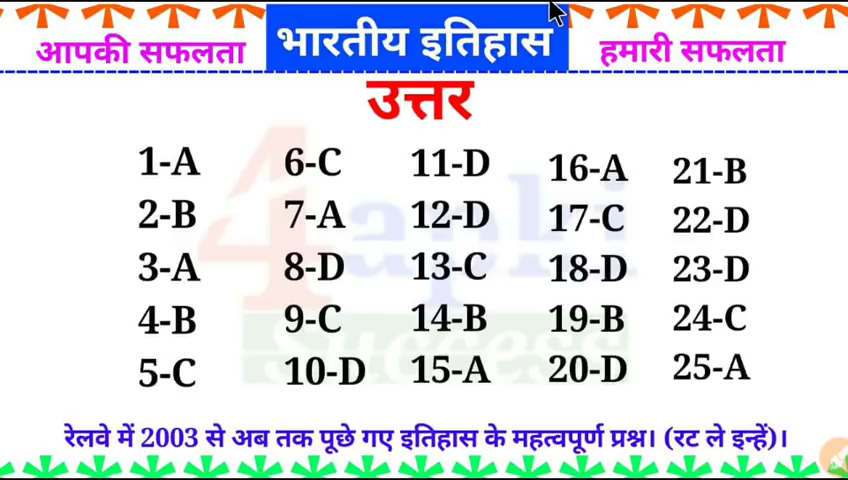 आपकी सफलता भारतीय इतिहास हमारी सफलता
उत्तर
1-A 6-C 11-D 16-A 21-B
2-B 7-A 12-D 17-C 22-D
3-A 8-D 13-C 18-D 23-D
4-B 9-C 14-B 19-B 24-C
5-C 10-D 15-A 20-D 25-A
4aphi
Success
रेलवे में 2003 से अब तक पूछे गए इतिहास के महत्वपूर्ण प्रश्न। (रट ले इन्हें)।